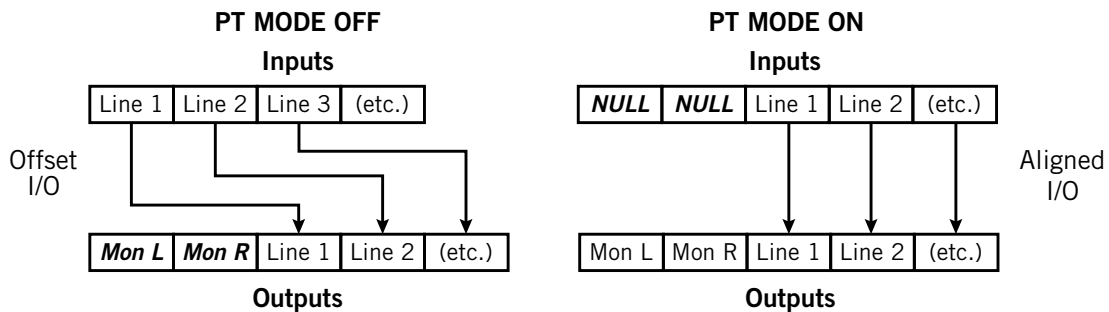 PT MODE OFF
Inputs
Line 1 Line 2 Line 3 (etc.)
Offset
I/O
Mon L Mon R Line 1 Line 2 (etc.)
Outputs
PT MODE ON
Inputs
NULL NULL Line 1 Line 2 (etc.)
Aligned
I/O
Mon L Mon R Line 1 Line 2 (etc.)
Outputs